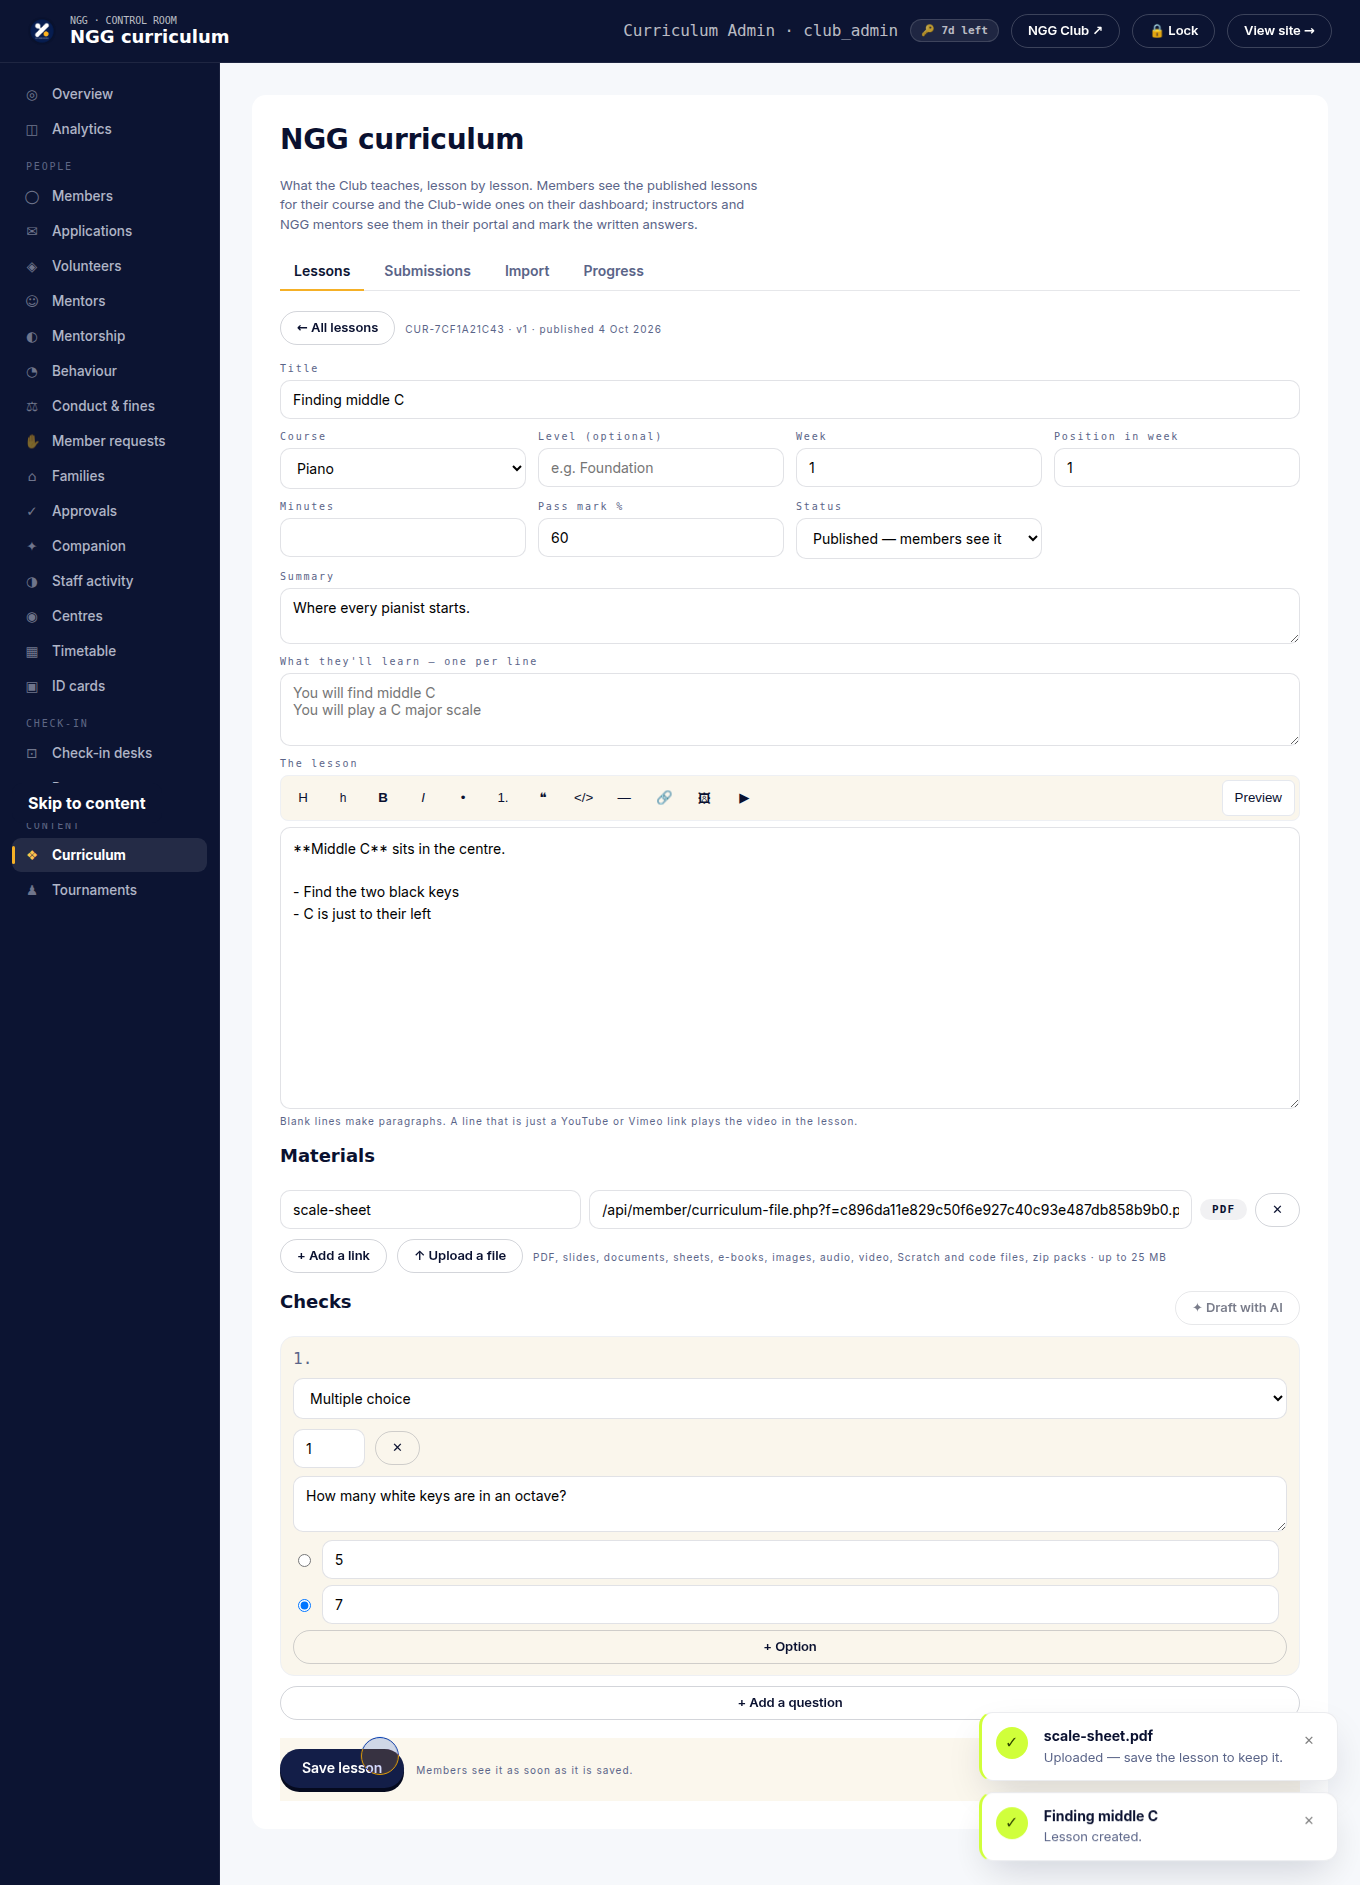 NGG · CONTROL ROOM
NGG curriculum
Curriculum Admin · club_admin
🔑 7d left
NGG Club ↗
🔒 Lock
View site →
Overview
Analytics
PEOPLE
Members
Applications
Volunteers
Mentors
Mentorship
Behaviour
Conduct & fines
Member requests
Families
Approvals
Companion
Staff activity
Centres
Timetable
ID cards
CHECK-IN
Check-in desks
Skip to content
CONTENT
Curriculum
Tournaments
NGG curriculum
What the Club teaches, lesson by lesson. Members see the published lessons
for their course and the Club-wide ones on their dashboard; instructors and
NGG mentors see them in their portal and mark the written answers.
Lessons
Submissions
Import
Progress
← All lessons
CUR-7CF1A21C43 · v1 · published 4 Oct 2026
Title
Finding middle C
Course
Level (optional)
Week
Position in week
Piano
e.g. Foundation
1
1
Minutes
Pass mark %
Status
60
Published — members see it
Summary
Where every pianist starts.
What they'll learn — one per line
You will find middle C
You will play a C major scale
The lesson
H h B I • 1. ❝ </> — 🔗 🖼 ▶
Preview
**Middle C** sits in the centre.
- Find the two black keys
- C is just to their left
Blank lines make paragraphs. A line that is just a YouTube or Vimeo link plays the video in the lesson.
Materials
scale-sheet
/api/member/curriculum-file.php?f=c896da11e829c50f6e927c40c93e487db858b9b0.p
PDF
✕
+ Add a link
↑ Upload a file
PDF, slides, documents, sheets, e-books, images, audio, video, Scratch and code files, zip packs · up to 25 MB
Checks
✦ Draft with AI
1.
Multiple choice
1
✕
How many white keys are in an octave?
5
7
+ Option
+ Add a question
Save lesson
Members see it as soon as it is saved.
✓
scale-sheet.pdf
Uploaded — save the lesson to keep it.
×
✓
Finding middle C
Lesson created.
×